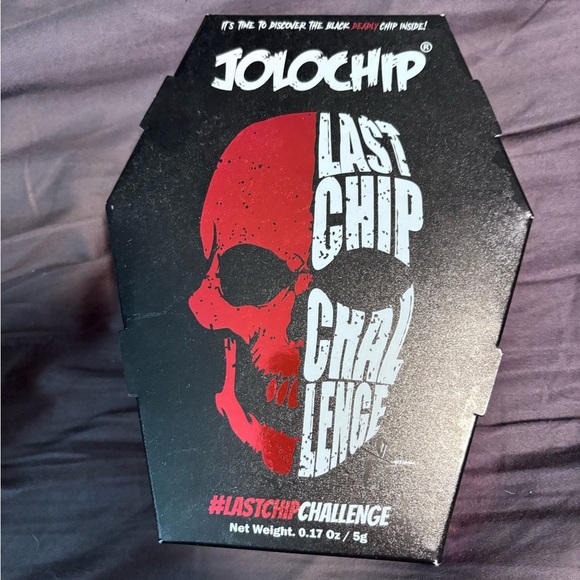 IT'S TIME TO DISCOVER THE BLACK DEADLY CHIP INSIDE!
JOLOCHIP®
LAST
CHIP
CHAL
LENGE
#LASTCHIPCHALLENGE
Net Weight. 0.17 Oz / 5g